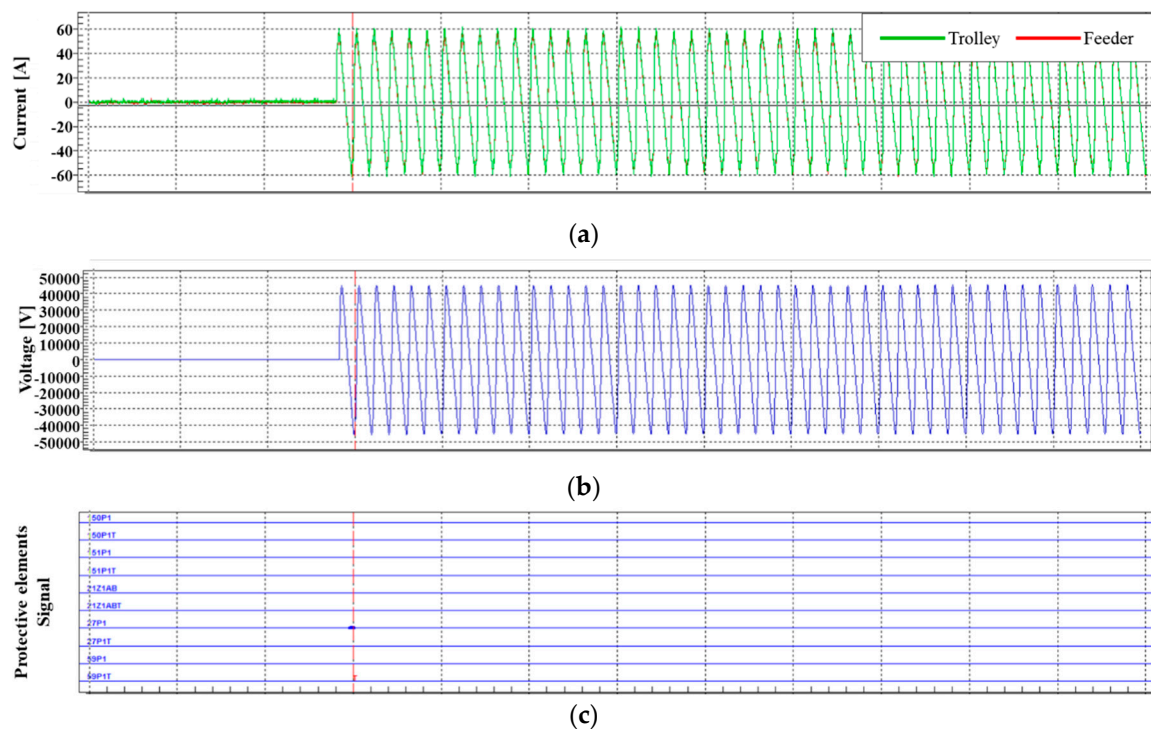 Current [A]
60
40
20
0
-20
-40
-60
Trolley
Feeder
(a)
Voltage [V]
50000
40000
30000
20000
10000
0
-10000
-20000
-30000
-40000
-50000
(b)
Protective elements
Signal
50P1
50P1T
51P1
51P1T
21Z1AB
21Z1ABT
27P1
27P1T
59P1
59P1T
T
(c)